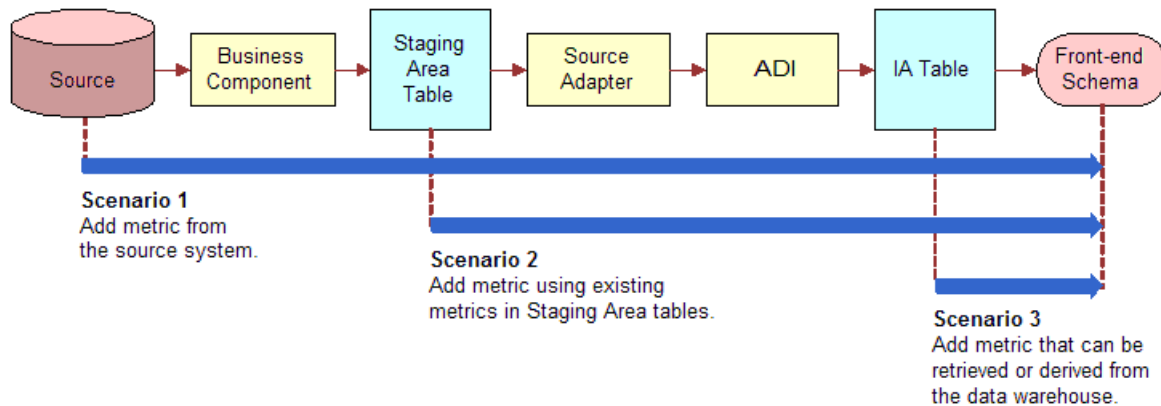 Source
Business
Component
Staging
Area
Table
Source
Adapter
ADI
IA Table
Front-end
Schema
Scenario 1
Add metric from
the source system.
Scenario 2
Add metric using existing
metrics in Staging Area tables.
Scenario 3
Add metric that can be
retrieved or derived from
the data warehouse.